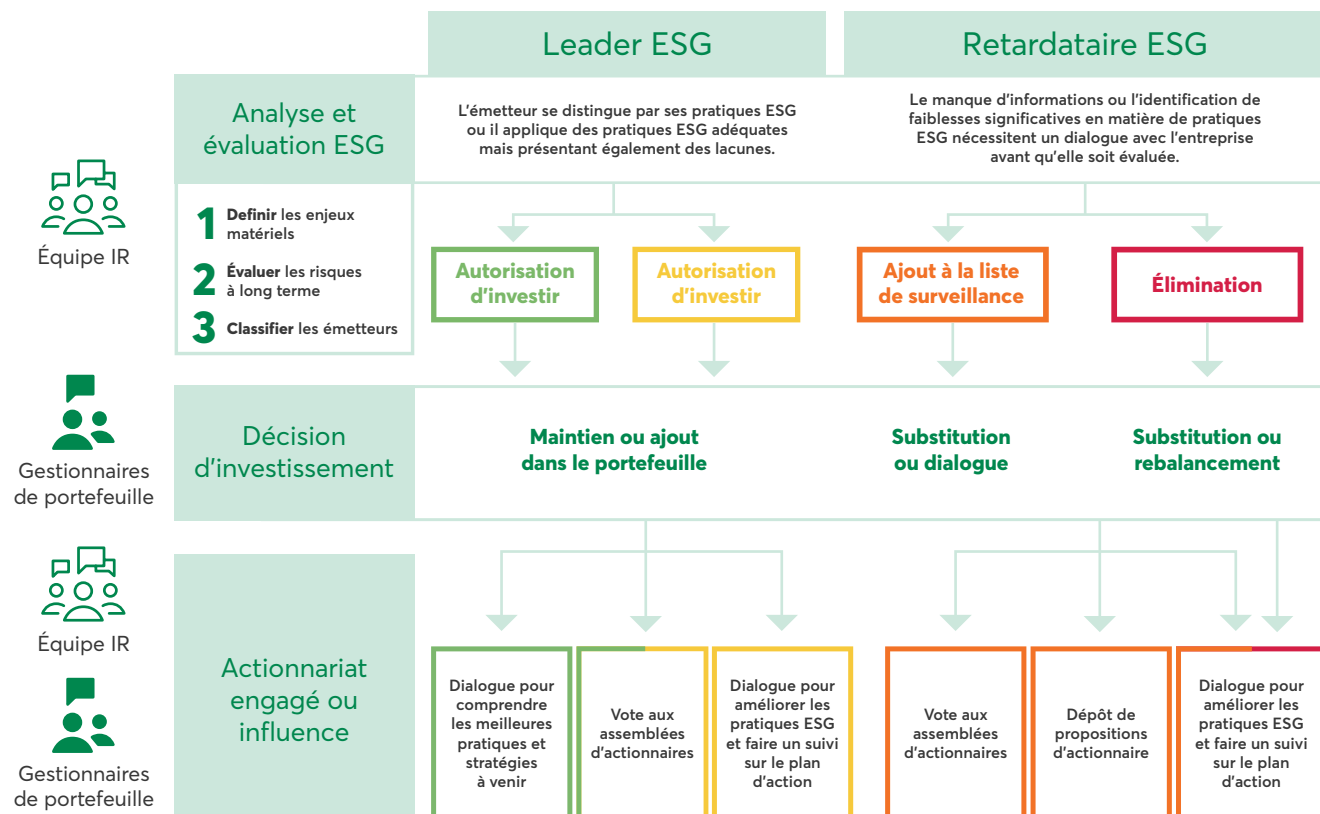 Leader ESG
Retardataire ESG
Analyse et
évaluation ESG
L'émetteur se distingue par ses pratiques ESG
ou il applique des pratiques ESG adéquates
mais présentant également des lacunes.
Le manque d'informations ou l'identification de
faiblesses significatives en matière de pratiques
ESG nécessitent un dialogue avec l'entreprise
avant qu'elle soit évaluée.
Équipe IR
1 Definir les enjeux
matériels
2 Évaluer les risques
à long terme
3 Classifier les émetteurs
Autorisation
d'investir
Autorisation
d'investir
Ajout à la liste
de surveillance
Élimination
Gestionnaires
de portefeuille
Décision
d'investissement
Maintien ou ajout
dans le portefeuille
Substitution
ou dialogue
Substitution ou
rebalancement
Équipe IR
Gestionnaires
de portefeuille
Actionnariat
engagé ou
influence
Dialogue pour
comprendre
les meilleures
pratiques et
stratégies
à venir
Vote aux
assemblées
d'actionnaires
Dialogue pour
améliorer les
pratiques ESG
et faire un suivi
sur le plan
d'action
Vote aux
assemblées
d'actionnaires
Dépôt de
propositions
d'actionnaire
Dialogue pour
améliorer les
pratiques ESG
et faire un suivi
sur le plan
d'action